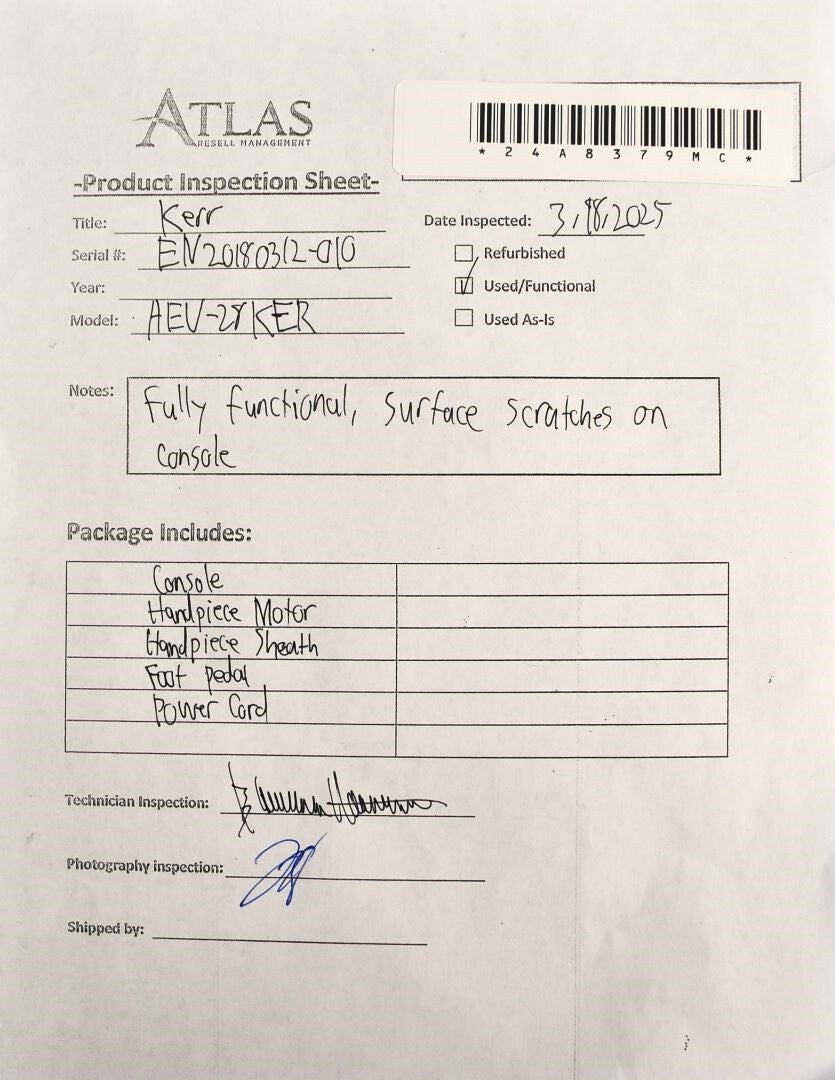 ATLAS
RESELL MANAGEMENT
* 2 4 A 8 3 7 9 M C *
-Product Inspection Sheet-
Title: Kerr
Date Inspected: 3/18/2025
Serial #: EN20180312-010
Refurbished
Year:
Used/Functional
Model: AEU-28KER
Used As-Is
Notes: Fully functional, Surface scratches on
console
Package Includes:
Console
Handpiece Motor
Handpiece Sheath
Foot pedal
Power Cord
Technician Inspection:
Photography inspection:
Shipped by: